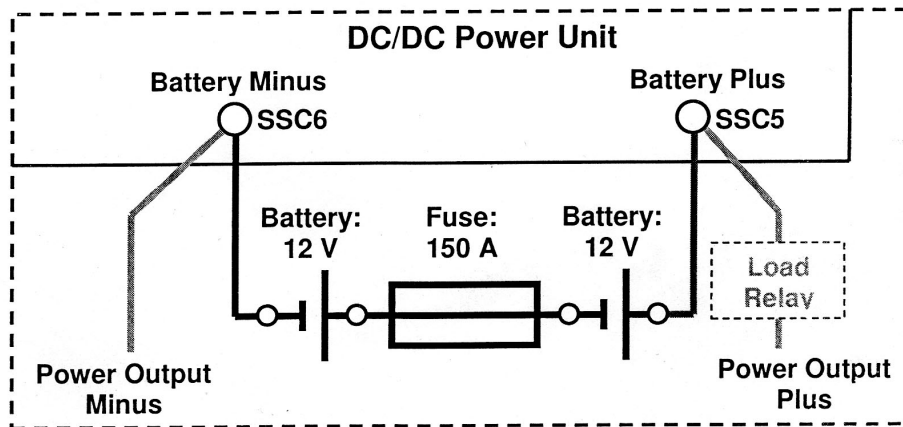 DC/DC Power Unit
Battery Minus
Battery Plus
SSC6
SSC5
Battery:
12 V
Fuse:
150 A
Battery:
12 V
Load
Relay
Power Output
Minus
Power Output
Plus